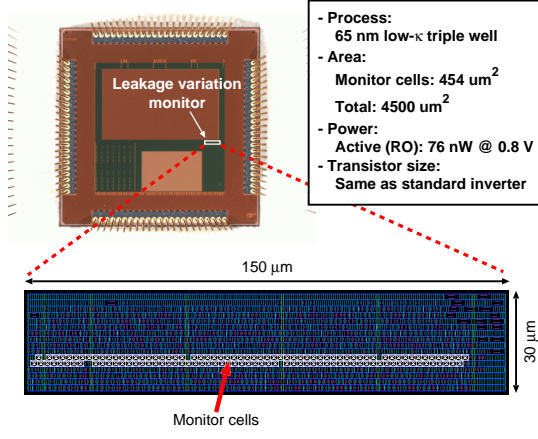 Leakage variation
monitor
- Process:
65 nm low-κ triple well
- Area:
Monitor cells: 454 um²
Total: 4500 um²
- Power:
Active (RO): 76 nW @ 0.8 V
- Transistor size:
Same as standard inverter
150 μm
30 μm
Monitor cells